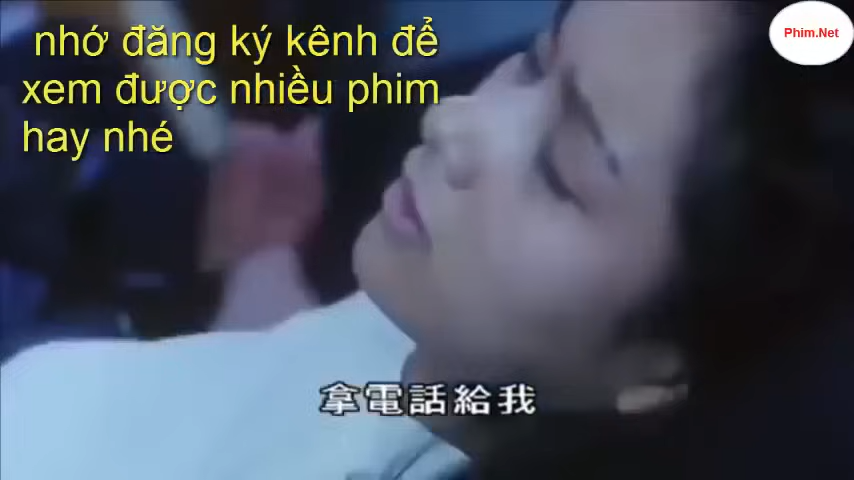 nhớ đăng ký kênh để
xem được nhiều phim
hay nhé
Phim.Net
拿電話給我